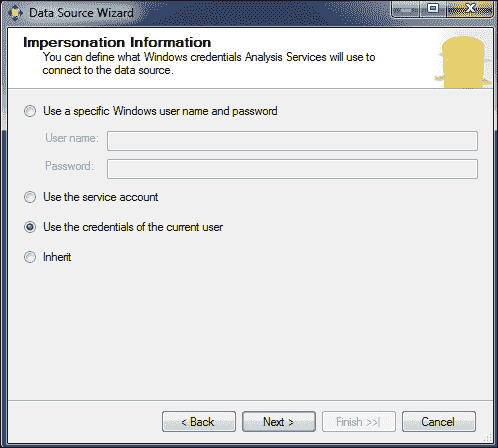 Data Source Wizard
Impersonation Information
You can define what Windows credentials Analysis Services will use to
connect to the data source.
Use a specific Windows user name and password
User name:
Password:
Use the service account
Use the credentials of the current user
Inherit
< Back
Next >
Finish >>|
Cancel